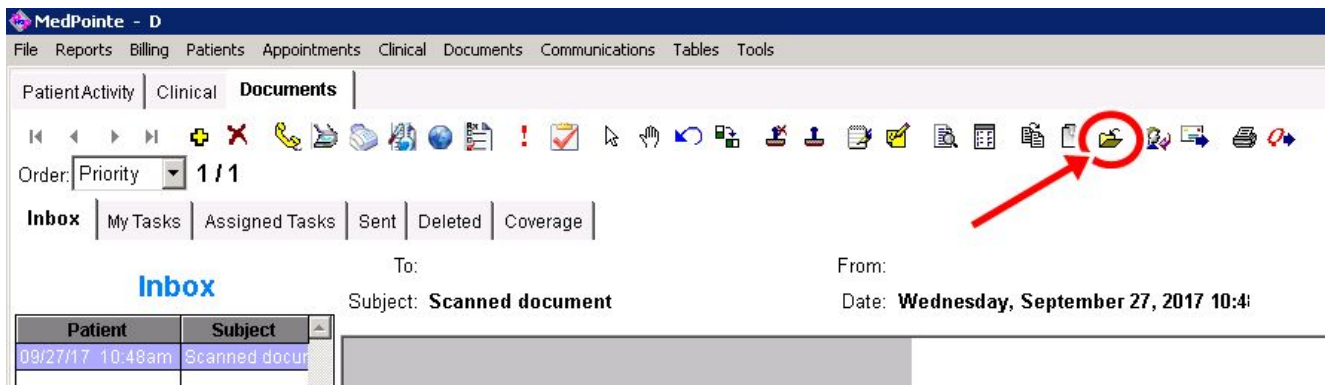 MedPointe - D
File Reports Billing Patients Appointments Clinical Documents Communications Tables Tools
Patient Activity Clinical Documents
Order: Priority 1 / 1
Inbox My Tasks Assigned Tasks Sent Deleted Coverage
To: From:
Inbox
Subject: Scanned document Date: Wednesday, September 27, 2017 10:4
Patient Subject
09/27/17 10:48am Scanned docur